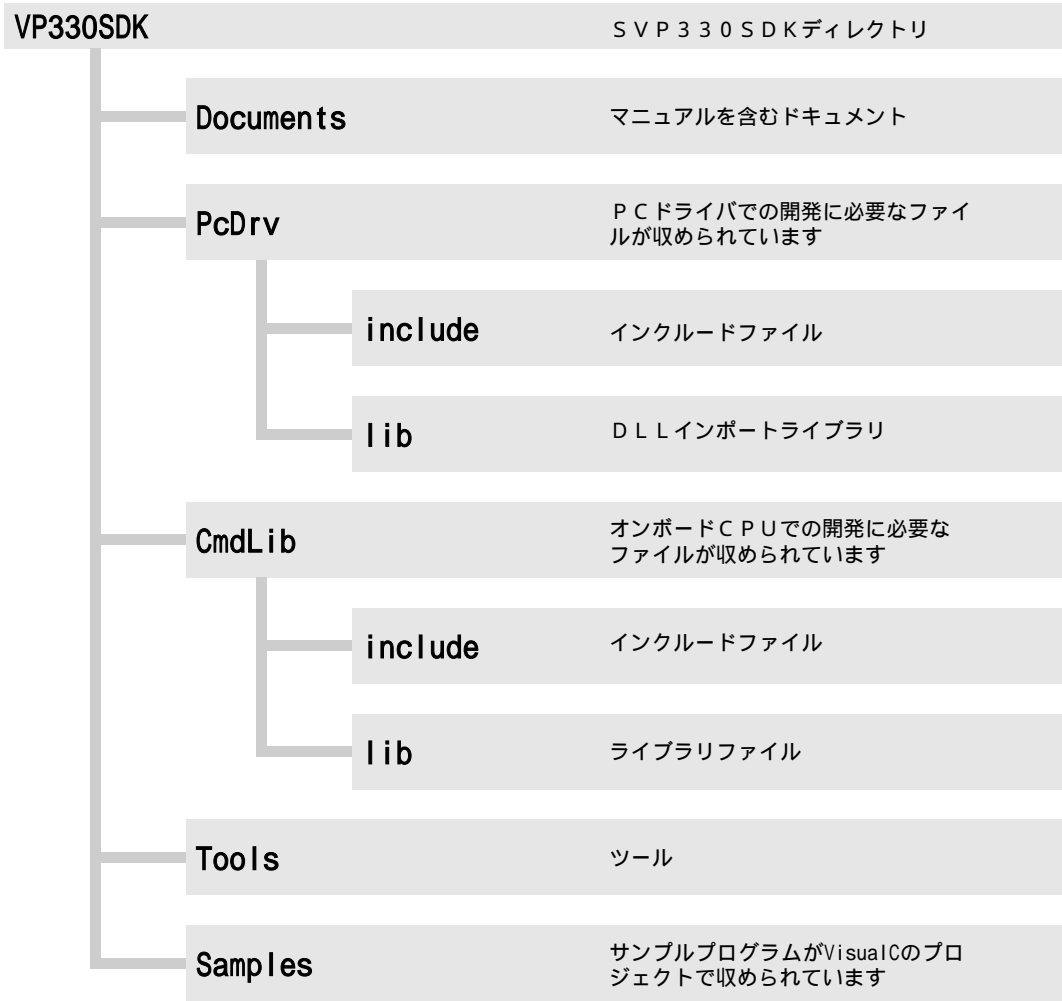 VP330SDK
ＳＶＰ３３０ＳＤＫディレクトリ
Documents
マニュアルを含むドキュメント
PcDrv
ＰＣドライバでの開発に必要なファイ
ルが収められています
include
インクルードファイル
lib
ＤＬＬインポートライブラリ
CmdLib
オンボードＣＰＵでの開発に必要な
ファイルが収められています
include
インクルードファイル
lib
ライブラリファイル
Tools
ツール
Samples
サンプルプログラムがVisualCのプロ
ジェクトで収められています